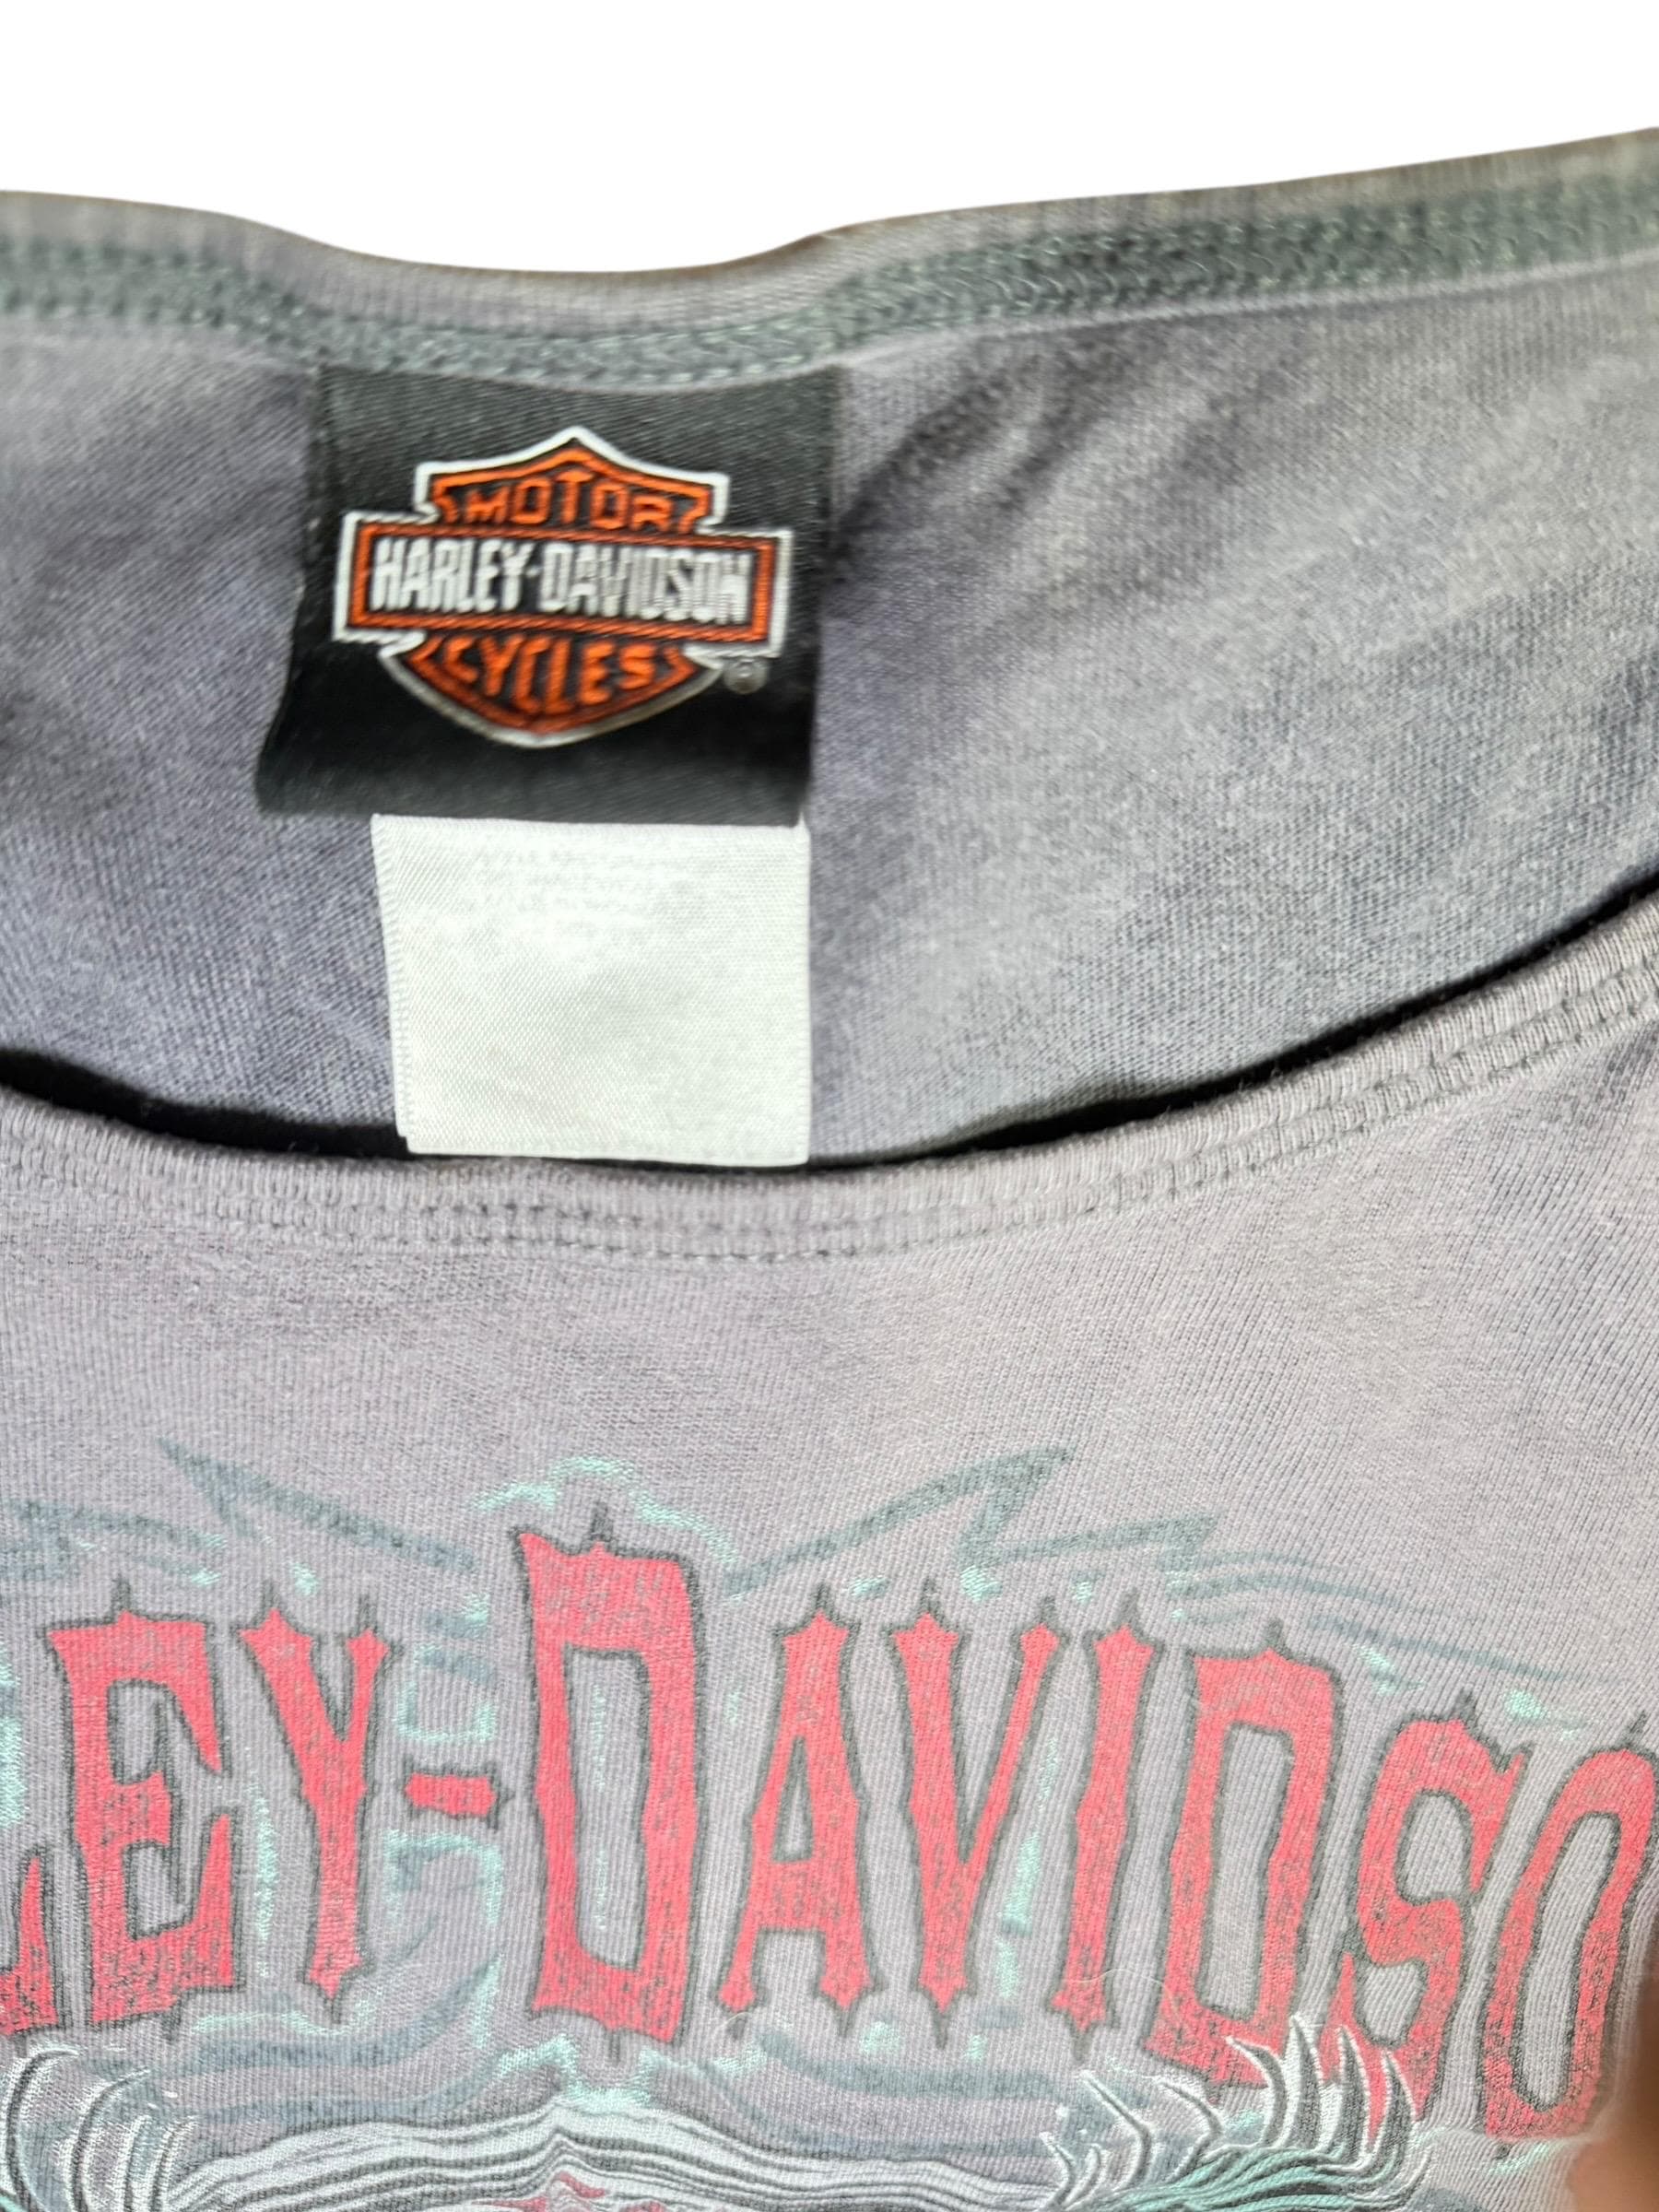 MOTOR
HARLEY-DAVIDSON
CYCLES
®
LEY-DAVIDSO